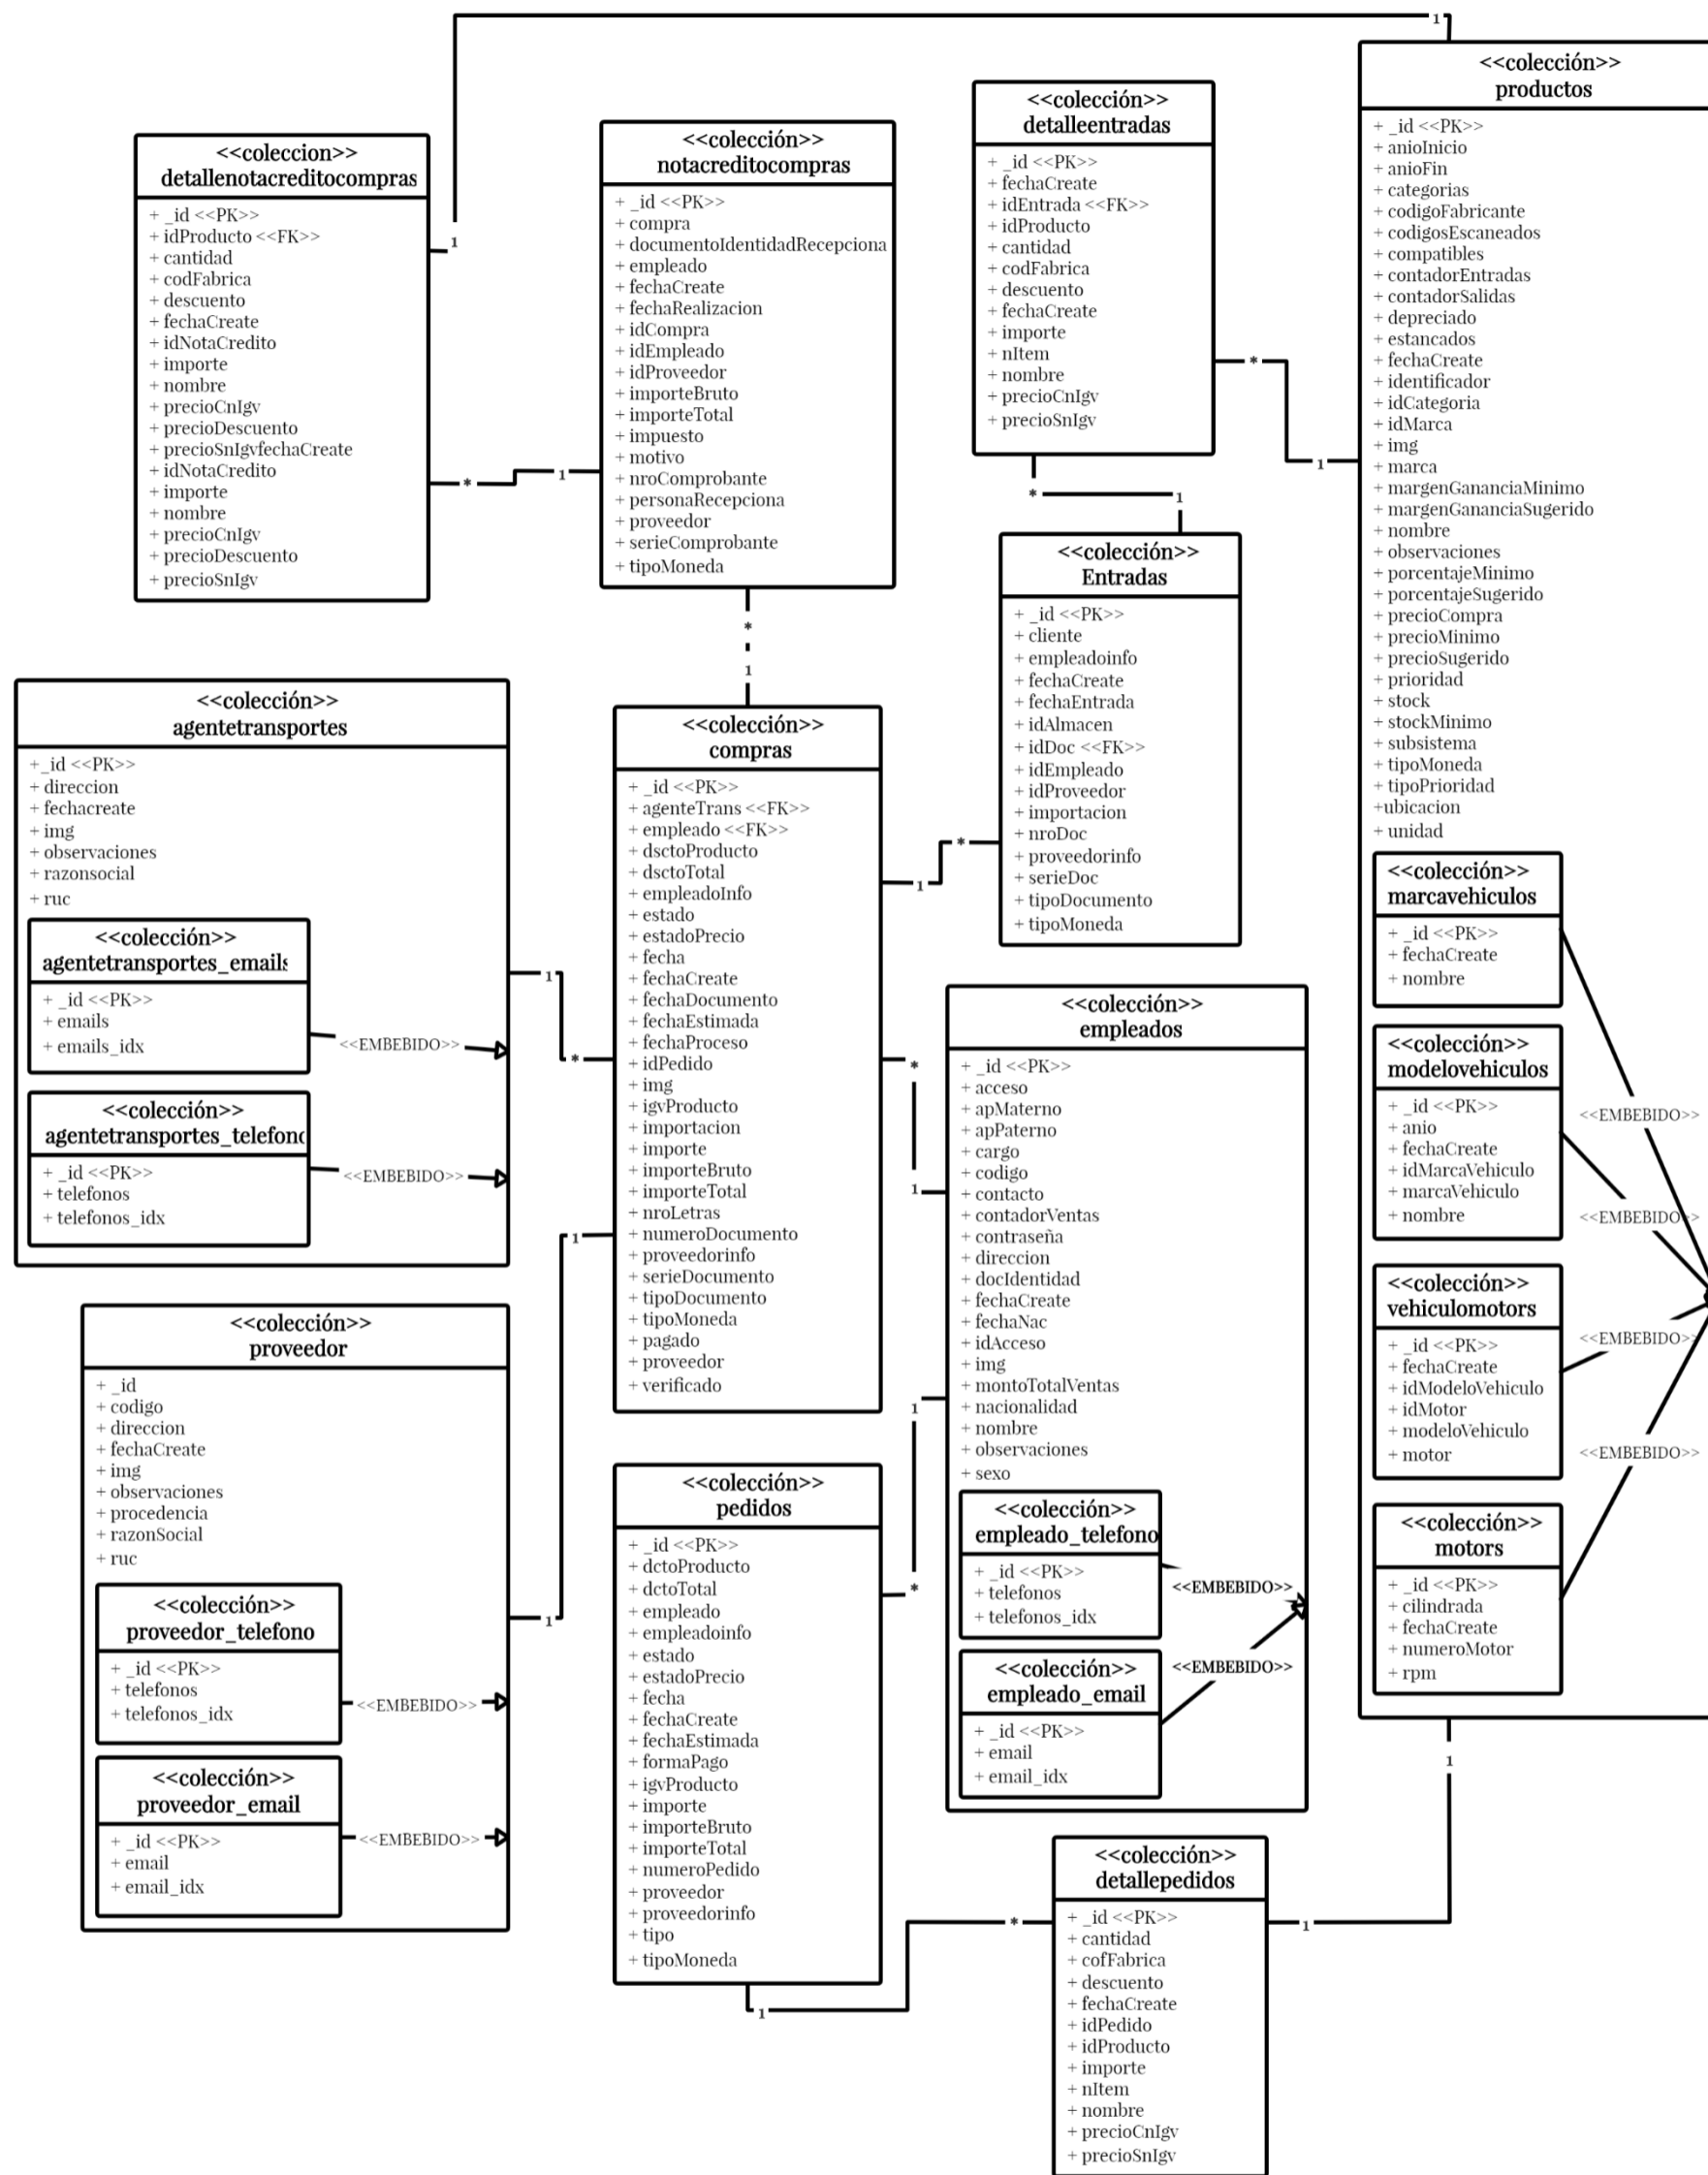 1
<<colección>>
productos
+ _id <<PK>>
+ anioInicio
+ anioFin
+ categorias
+ codigoFabricante
+ codigosEscaneados
+ compatibles
+ contadorEntradas
+ contadorSalidas
+ depreciado
+ estancados
+ fechaCreate
+ identificador
+ idCategoria
+ idMarca
+ img
+ marca
+ margenGananciaMinimo
+ margenGananciaSugerido
+ nombre
+ observaciones
+ porcentajeMinimo
+ porcentajeSugerido
+ precioCompra
+ precioMinimo
+ precioSugerido
+ prioridad
+ stock
+ stockMinimo
+ subsistema
+ tipoMoneda
+ tipoPrioridad
+ubicacion
+ unidad
<<colección>>
marcavehiculos
+ _id <<PK>>
+ fechaCreate
+ nombre
<<EMBEBIDO>>
<<colección>>
modelovehiculos
+ _id <<PK>>
+ anio
+ fechaCreate
+ idMarcaVehiculo
+ marcaVehiculo
+ nombre
<<EMBEBIDO>>
<<colección>>
vehiculomotors
+ _id <<PK>>
+ fechaCreate
+ idModeloVehiculo
+ idMotor
+ modeloVehiculo
+ motor
<<EMBEBIDO>>
<<colección>>
motors
+ _id <<PK>>
+ cilindrada
+ fechaCreate
+ numeroMotor
+ rpm
<<EMBEBIDO>>
<<coleccion>>
detallenotacreditocompras
+ _id <<PK>>
+ idProducto <<FK>>
+ cantidad
+ codFabrica
+ descuento
+ fechaCreate
+ idNotaCredito
+ importe
+ nombre
+ precioCnIgv
+ precioDescuento
+ precioSnIgvfechaCreate
+ idNotaCredito
+ importe
+ nombre
+ precioCnIgv
+ precioDescuento
+ precioSnIgv
1
*
1
<<colección>>
notacreditocompras
+ _id <<PK>>
+ compra
+ documentoIdentidadRecepciona
+ empleado
+ fechaCreate
+ fechaRealizacion
+ idCompra
+ idEmpleado
+ idProveedor
+ importeBruto
+ importeTotal
+ impuesto
+ motivo
+ nroComprobante
+ personaRecepciona
+ proveedor
+ serieComprobante
+ tipoMoneda
*
1
<<colección>>
detalleentradas
+ _id <<PK>>
+ fechaCreate
+ idEntrada <<FK>>
+ idProducto
+ cantidad
+ codFabrica
+ descuento
+ fechaCreate
+ importe
+ nItem
+ nombre
+ precioCnIgv
+ precioSnIgv
*
1
*
1
<<colección>>
Entradas
+ _id <<PK>>
+ cliente
+ empleadoinfo
+ fechaCreate
+ fechaEntrada
+ idAlmacen
+ idDoc <<FK>>
+ idEmpleado
+ idProveedor
+ importacion
+ nroDoc
+ proveedorinfo
+ serieDoc
+ tipoDocumento
+ tipoMoneda
*
1
<<colección>>
agentetransportes
+_id <<PK>>
+ direccion
+ fechacreate
+ img
+ observaciones
+ razonsocial
+ ruc
<<colección>>
agentetransportes_emails
+ _id <<PK>>
+ emails
+ emails_idx
<<EMBEBIDO>>
<<colección>>
agentetransportes_telefono
+ _id <<PK>>
+ telefonos
+ telefonos_idx
<<EMBEBIDO>>
1
*
<<colección>>
compras
+ _id <<PK>>
+ agenteTrans <<FK>>
+ empleado <<FK>>
+ dsctoProducto
+ dsctoTotal
+ empleadoInfo
+ estado
+ estadoPrecio
+ fecha
+ fechaCreate
+ fechaDocumento
+ fechaEstimada
+ fechaProceso
+ idPedido
+ img
+ igvProducto
+ importacion
+ importe
+ importeBruto
+ importeTotal
+ nroLetras
+ numeroDocumento
+ proveedorinfo
+ serieDocumento
+ tipoDocumento
+ tipoMoneda
+ pagado
+ proveedor
+ verificado
*
1
1
1
<<colección>>
empleados
+ _id <<PK>>
+ acceso
+ apMaterno
+ apPaterno
+ cargo
+ codigo
+ contacto
+ contadorVentas
+ contraseña
+ direccion
+ docIdentidad
+ fechaCreate
+ fechaNac
+ idAcceso
+ img
+ montoTotalVentas
+ nacionalidad
+ nombre
+ observaciones
+ sexo
<<colección>>
empleado_telefono
+ _id <<PK>>
+ telefonos
+ telefonos_idx
<<EMBEBIDO>>
<<colección>>
empleado_email
+ _id <<PK>>
+ email
+ email_idx
<<EMBEBIDO>>
<<colección>>
proveedor
+ _id
+ codigo
+ direccion
+ fechaCreate
+ img
+ observaciones
+ procedencia
+ razonSocial
+ ruc
<<colección>>
proveedor_telefono
+ _id <<PK>>
+ telefonos
+ telefonos_idx
<<EMBEBIDO>>
<<colección>>
proveedor_email
+ _id <<PK>>
+ email
+ email_idx
<<EMBEBIDO>>
<<colección>>
pedidos
+ _id <<PK>>
+ dctoProducto
+ dctoTotal
+ empleado
+ empleadoinfo
+ estado
+ estadoPrecio
+ fecha
+ fechaCreate
+ fechaEstimada
+ formaPago
+ igvProducto
+ importe
+ importeBruto
+ importeTotal
+ numeroPedido
+ proveedor
+ proveedorinfo
+ tipo
+ tipoMoneda
1
*
1
*
1
1
<<colección>>
detallepedidos
+ _id <<PK>>
+ cantidad
+ cofFabrica
+ descuento
+ fechaCreate
+ idPedido
+ idProducto
+ importe
+ nItem
+ nombre
+ precioCnIgv
+ precioSnIgv